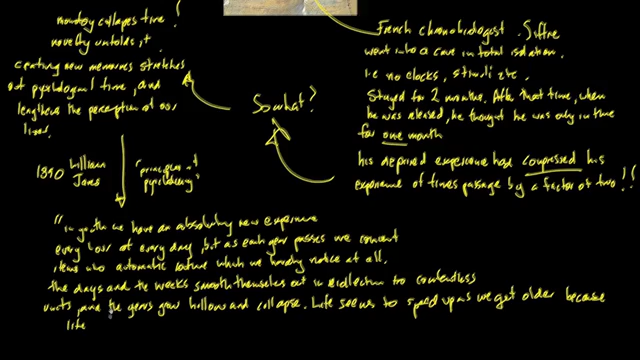 monotony collapses time!
novelty unfolds it.
creating new memories stretches
out pyschological time, and
lengthens the perception of our
lives
1890 William
James
"principles of
pyschology"
So what?
French chronobiologist Siffre
went into a cave in total isolation.
i.e no clocks, stimuli etc.
Stayed for 2 months. After that time, when
he was released, he thought he was only in there
for one month
his deprived experience had compressed his
experience of times passage by a factor of two!!
"in youth we have an absolutely new experience
every hour of every day, but as each year passes we convert
items into automatic routine which we hardly notice at all.
the days and the weeks smooth themselves out in recollection to contentless
units, and the years grow hollow and collapse. Life seems to speed up as we get older because
life